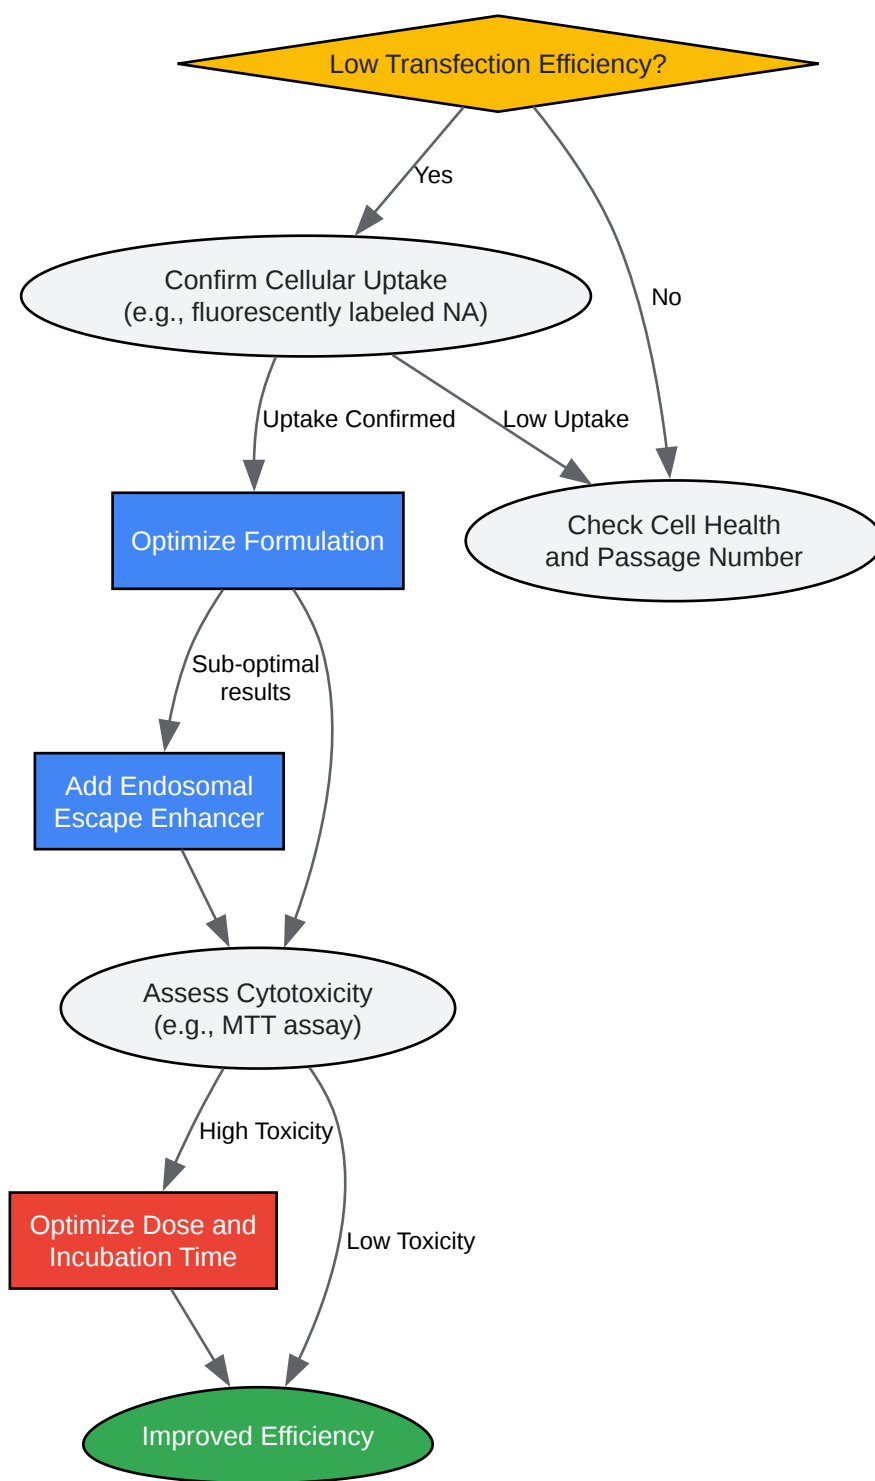 Low Transfection Efficiency?
Yes
Confirm Cellular Uptake
(e.g., fluorescently labeled NA)
No
Uptake Confirmed
Low Uptake
Optimize Formulation
Check Cell Health
and Passage Number
Sub-optimal
results
Add Endosomal
Escape Enhancer
Assess Cytotoxicity
(e.g., MTT assay)
High Toxicity
Optimize Dose and
Incubation Time
Low Toxicity
Improved Efficiency